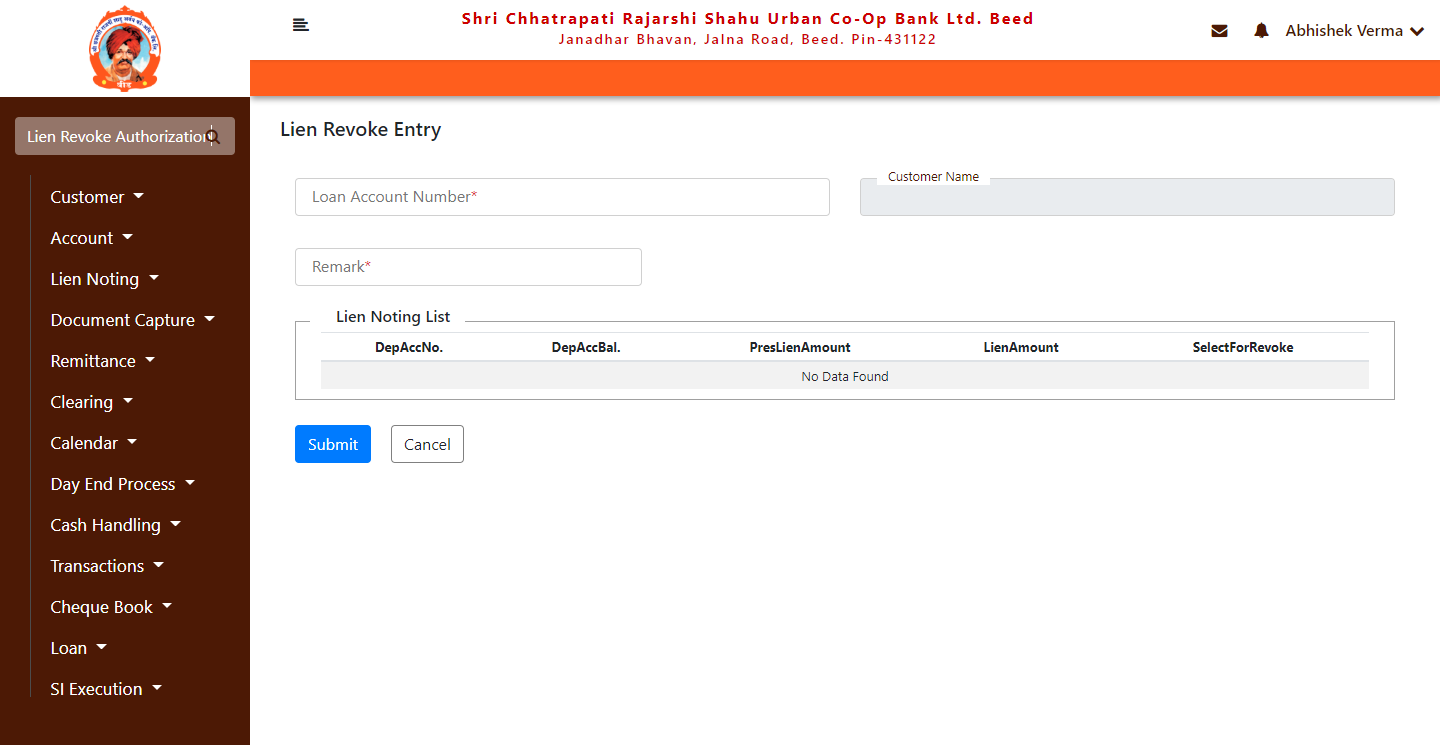 Shri Chhatrapati Rajarshi Shahu Urban Co-Op Bank Ltd. Beed
Janadhar Bhavan, Jalna Road, Beed. Pin-431122
Abhishek Verma
Lien Revoke Authorization
Customer
Account
Lien Noting
Document Capture
Remittance
Clearing
Calendar
Day End Process
Cash Handling
Transactions
Cheque Book
Loan
SI Execution
Lien Revoke Entry
Loan Account Number*
Customer Name
Remark*
Lien Noting List
DepAccNo. DepAccBal. PresLienAmount LienAmount SelectForRevoke
No Data Found
Submit Cancel